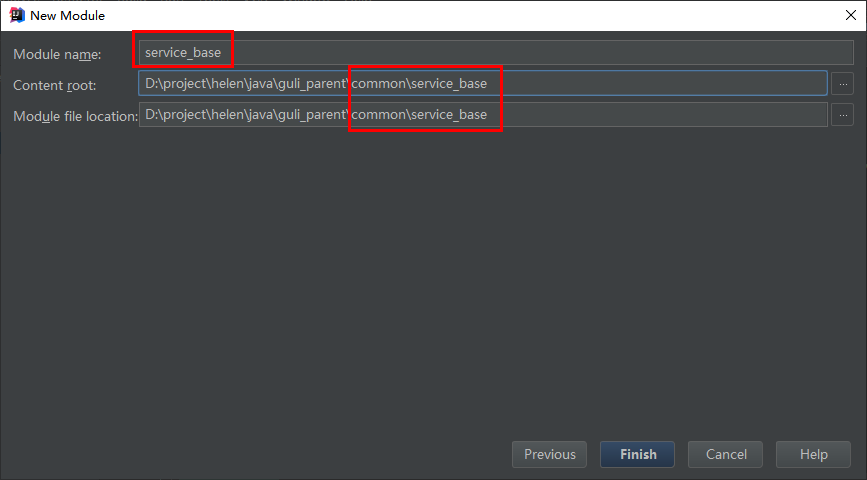 New Module
Module name: service_base
Content root: D:\project\helen\java\guli_parent\common\service_base ...
Module file location: D:\project\helen\java\guli_parent\common\service_base ...
Previous Finish Cancel Help